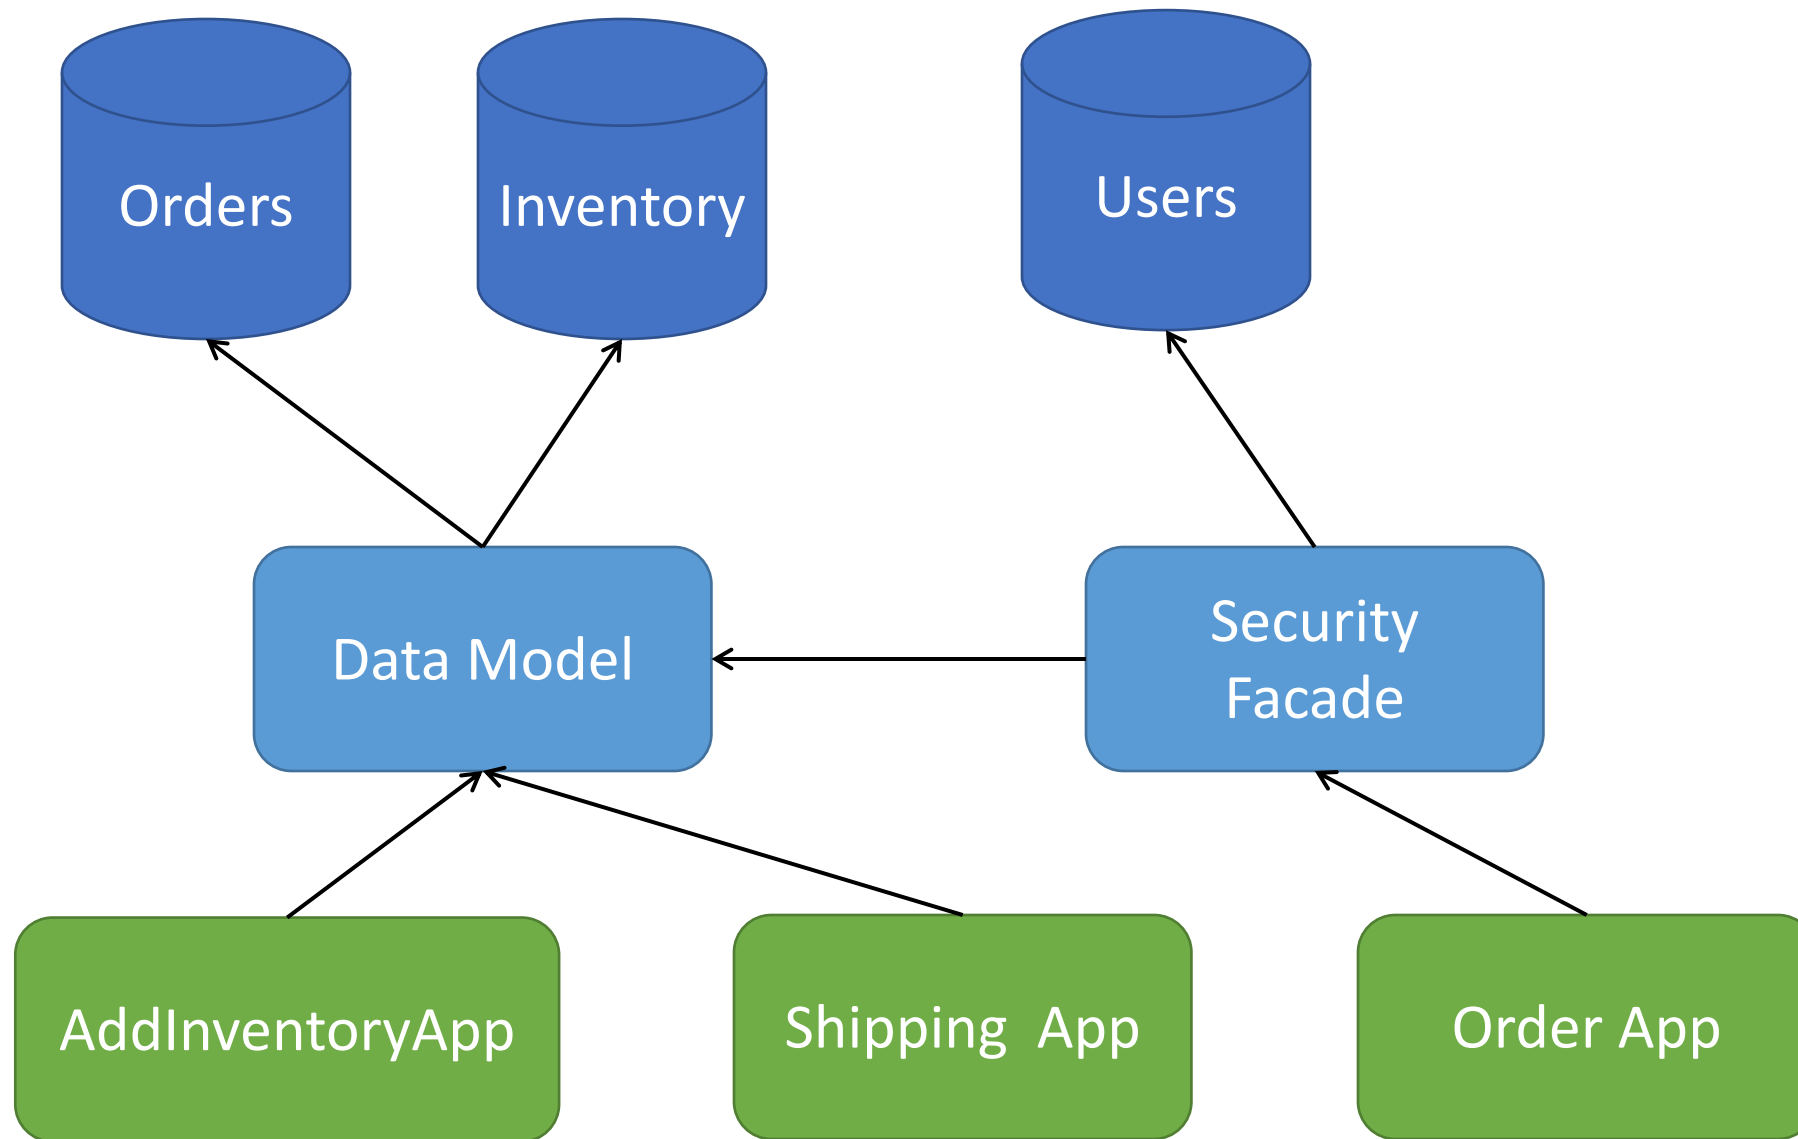 Orders
Inventory
Users
Data Model
Security
Facade
AddInventoryApp
Shipping  App
Order App